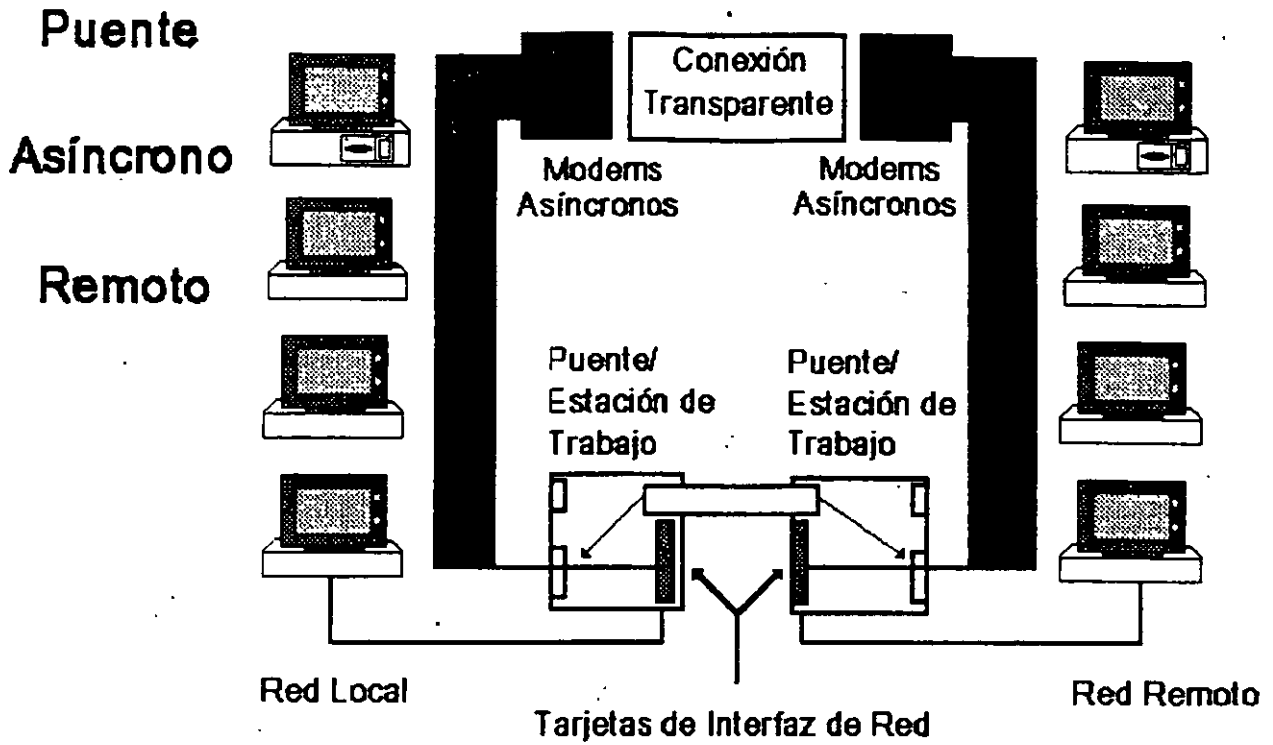 Puente
Asíncrono
Remoto
Conexión
Transparente
Modems
Asíncronos
Modems
Asíncronos
Puente/
Estación de
Trabajo
Puente/
Estación de
Trabajo
Red Local
Red Remoto
Tarjetas de Interfaz de Red